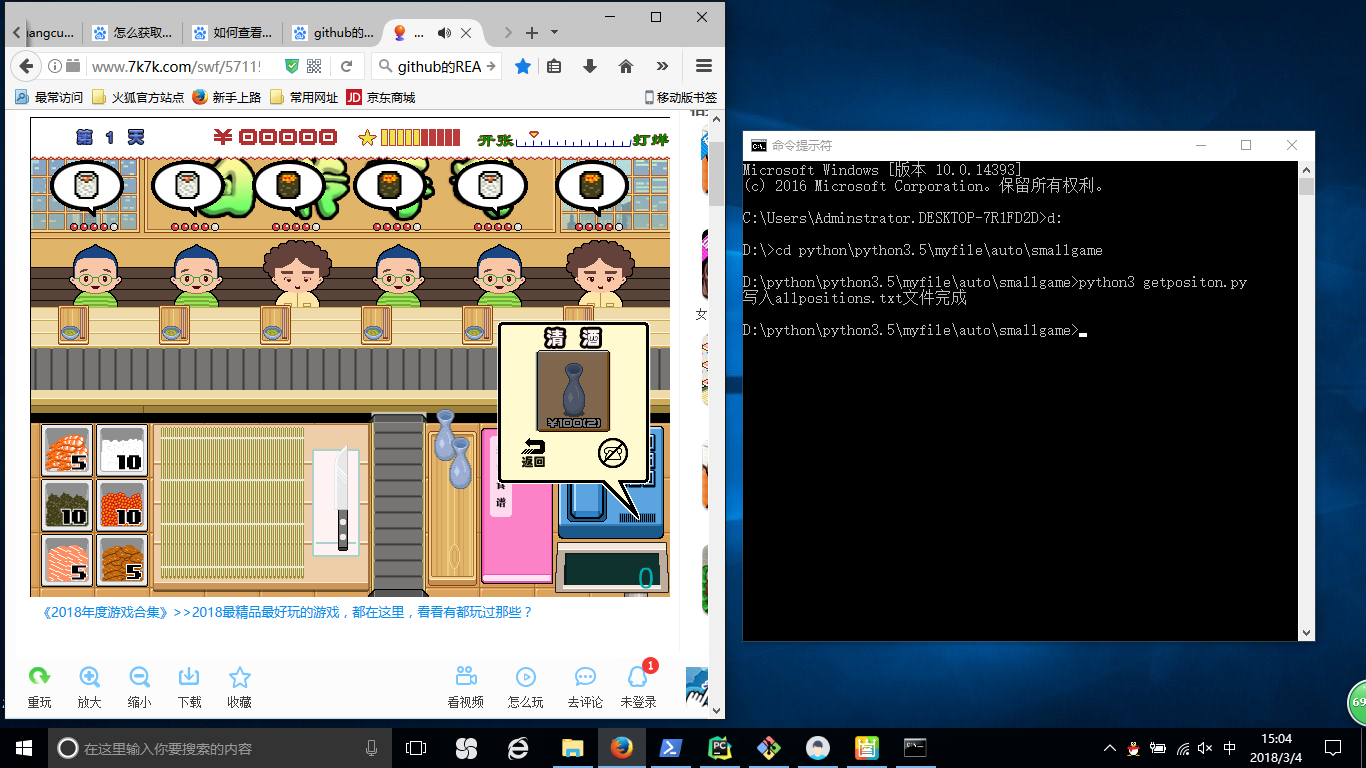 angcu...
怎么获取...
如何查看...
github的...
...
www.7k7k.com/swf/5711
github的REA
最常访问
火狐官方站点
新手上路
常用网址
JD
京东商城
移动版书签
第 1 天
¥00000
开张
打烊
清 酒
¥100(2)
返回
5
10
食
谱
10
10
5
5
0
《2018年度游戏合集》>>2018最精品最好玩的游戏，都在这里，看看有都玩过那些？
女
重玩
放大
缩小
下载
收藏
看视频
怎么玩
去评论
1
未登录
命令提示符
Microsoft Windows [版本 10.0.14393]
(c) 2016 Microsoft Corporation。保留所有权利。
C:\Users\Adminstrator.DESKTOP-7R1FD2D>d:
D:\>cd python\python3.5\myfile\auto\smallgame
D:\python\python3.5\myfile\auto\smallgame>python3 getpositon.py
写入allpositions.txt文件完成
D:\python\python3.5\myfile\auto\smallgame>
69
在这里输入你要搜索的内容
PC
中
15:04
2018/3/4